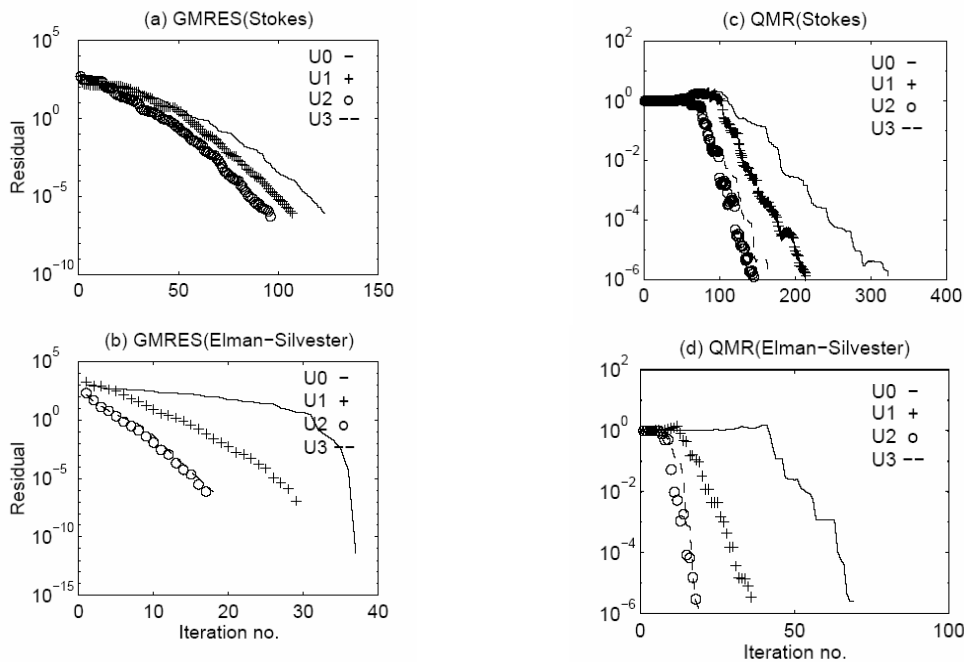 (a) GMRES(Stokes)
10^5
10^0
10^-5
10^-10
Residual
U0 −
U1 +
U2 o
U3 −−
0 50 100 150
(c) QMR(Stokes)
10^2
10^0
10^-2
10^-4
10^-6
Residual
U0 −
U1 +
U2 o
U3 −−
0 100 200 300 400
(b) GMRES(Elman−Silvester)
10^5
10^0
10^-5
10^-10
10^-15
Residual
U0 −
U1 +
U2 o
U3 −−
0 10 20 30 40
Iteration no.
(d) QMR(Elman−Silvester)
10^2
10^0
10^-2
10^-4
10^-6
Residual
U0 −
U1 +
U2 o
U3 −−
0 50 100
Iteration no.